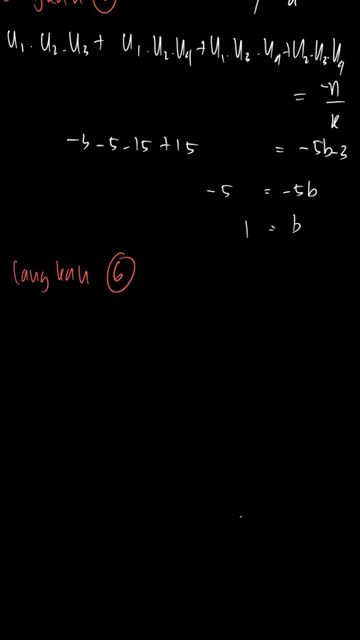 U₁ . U₂ . U₃ + U₁ . U₂ . U₄ + U₁ . U₃ . U₄ + U₂ . U₃ . U₄
= -n/k
-3 - 5 - 15 + 15 = -5b-3
-5 = -5b
1 = b
Langkah ⑥